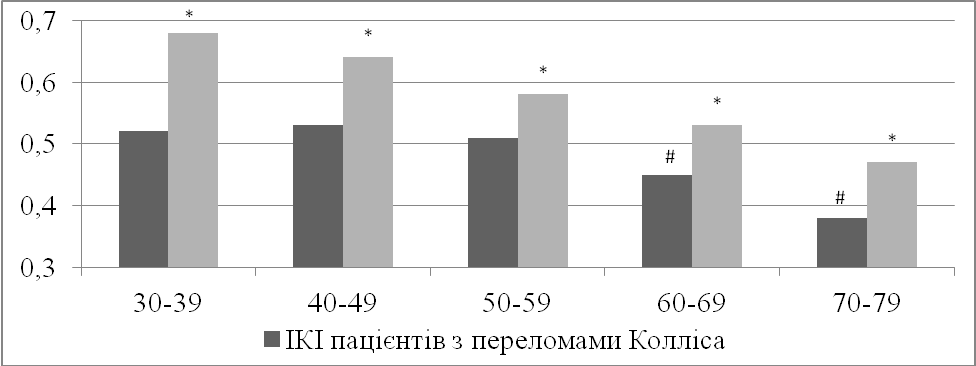 0,7
0,6
0,5
0,4
0,3
* * * * *
# #
30-39 40-49 50-59 60-69 70-79
ІКІ пацієнтів з переломами Колліса